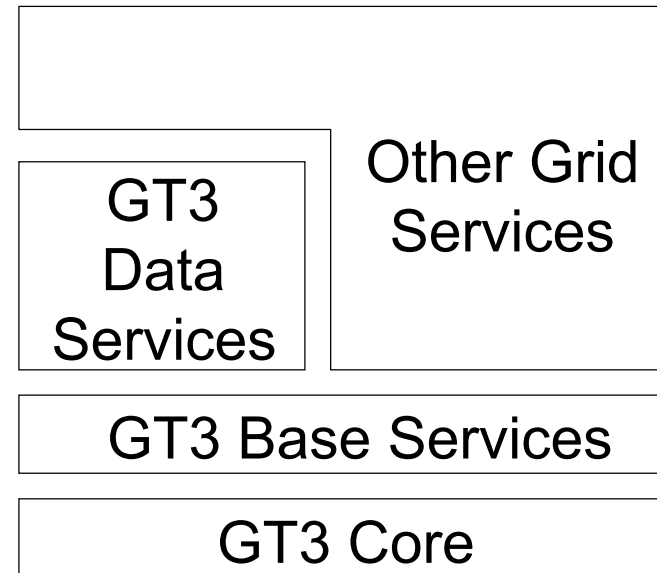 Other Grid
Services
GT3
Data
Services
GT3 Base Services
GT3 Core